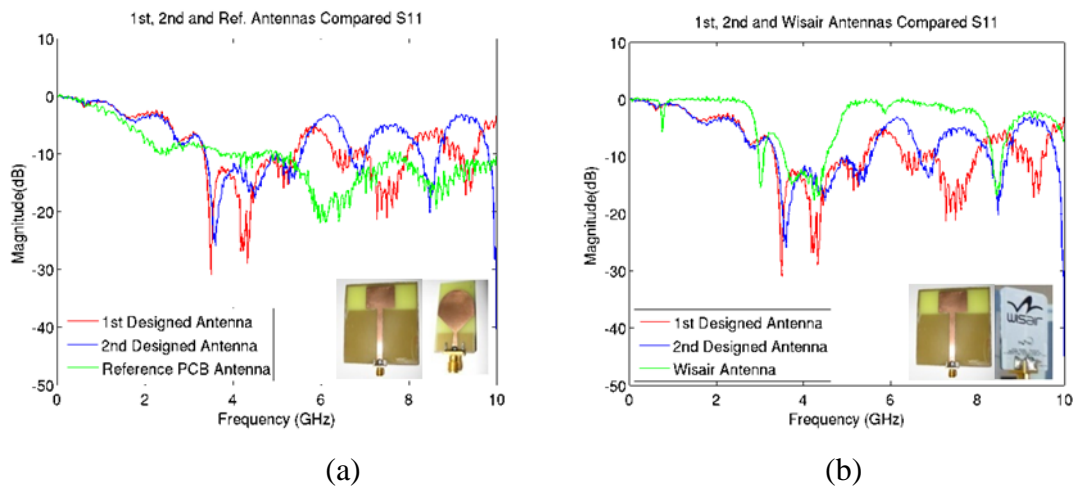 1st, 2nd and Ref. Antennas Compared S11
10
0
-10
-20
-30
-40
-50
Magnitude(dB)
1st Designed Antenna
2nd Designed Antenna
Reference PCB Antenna
0 2 4 6 8 10
Frequency (GHz)
(a)
1st, 2nd and Wisair Antennas Compared S11
10
0
-10
-20
-30
-40
-50
Magnitude(dB)
1st Designed Antenna
2nd Designed Antenna
Wisair Antenna
wisair
0 2 4 6 8 10
Frequency (GHz)
(b)